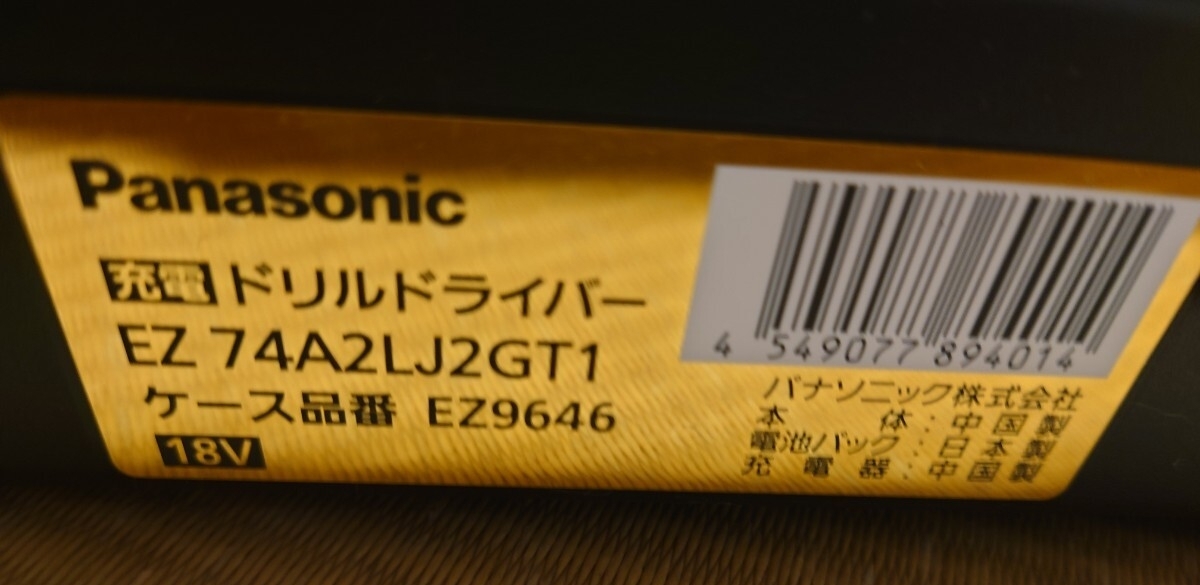 Panasonic
充電 ドリルドライバー
EZ 74A2LJ2GT1
ケース品番 EZ9646
18V
4 549077 894014
パナソニック株式会社
本 体 : 中国製
電池パック : 日本製
充電器 : 中国製